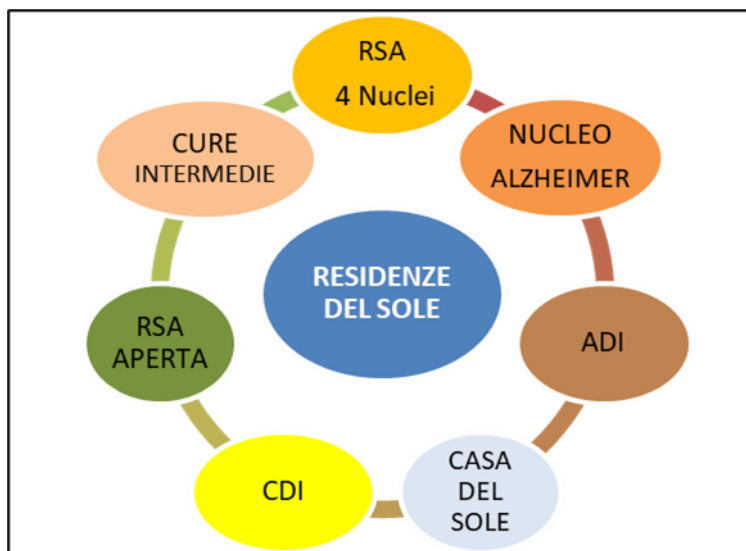 RSA
4 Nuclei
NUCLEO
ALZHEIMER
ADI
CASA
DEL
SOLE
CDI
RSA
APERTA
CURE
INTERMEDIE
RESIDENZE
DEL SOLE